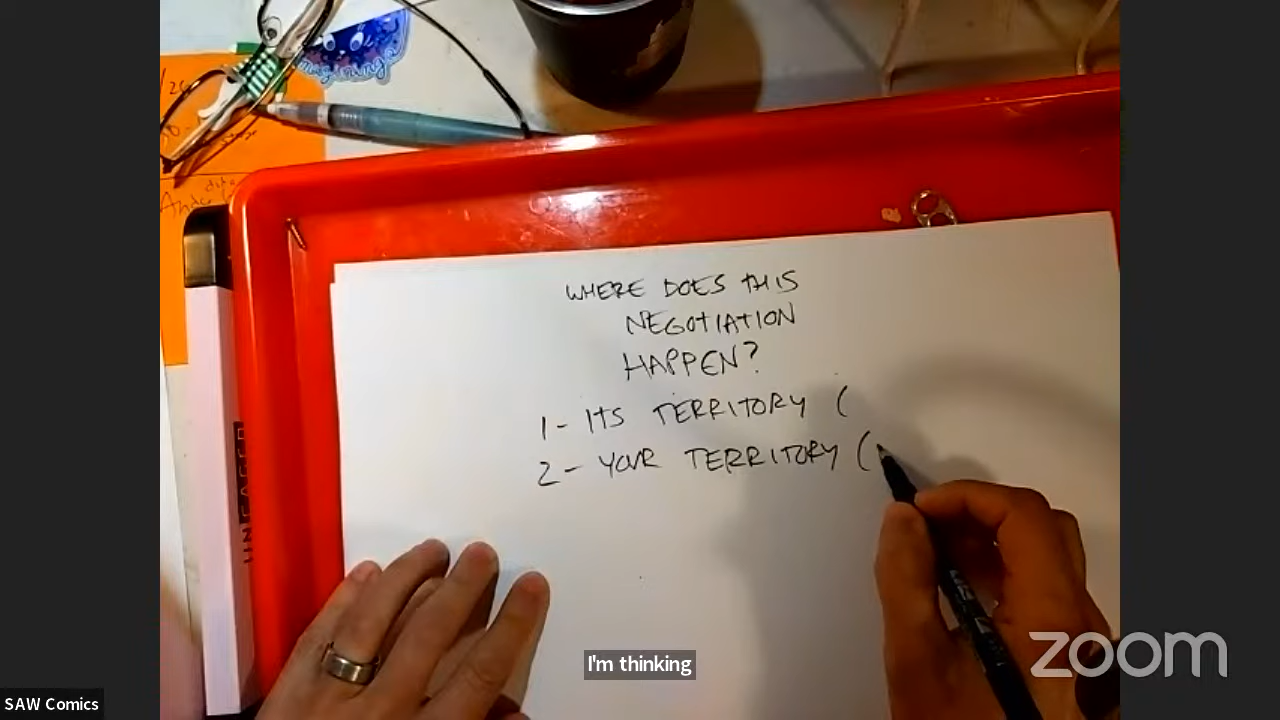 WHERE DOES THIS
NEGOTIATION
HAPPEN?
1- ITS TERRITORY (
2- YOUR TERRITORY (
I'm thinking
zoom
SAW Comics